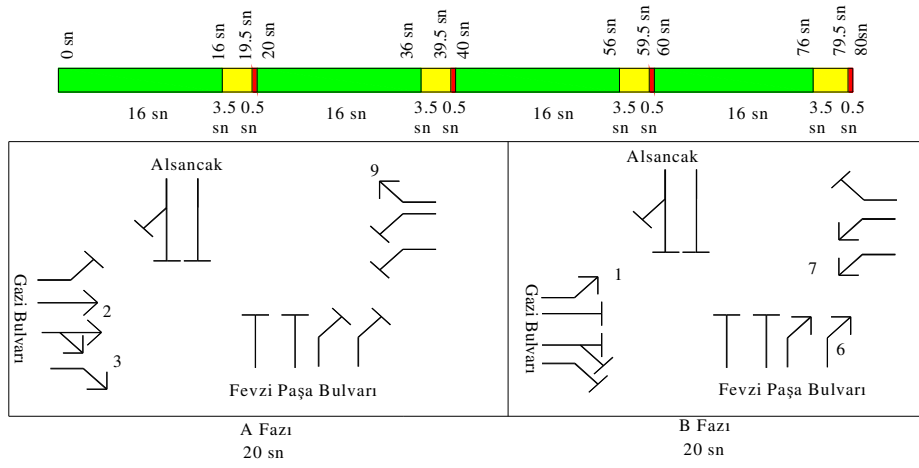 0 sn
16 sn
19.5 sn
20 sn
36 sn
39.5 sn
40 sn
56 sn
59.5 sn
60 sn
76 sn
79.5 sn
80sn
16 sn
3.5 sn
0.5 sn
16 sn
3.5 sn
0.5 sn
16 sn
3.5 sn
0.5 sn
16 sn
3.5 sn
0.5 sn
Alsancak
9
Gazi Bulvarı
2
3
Fevzi Paşa Bulvarı
Alsancak
1
7
Gazi Bulvarı
6
Fevzi Paşa Bulvarı
A Fazı
20 sn
B Fazı
20 sn